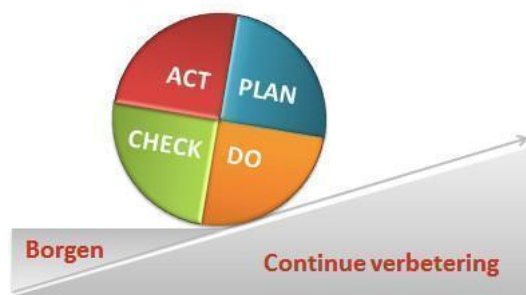 ACT
PLAN
CHECK
DO
Borgen
Continue verbetering